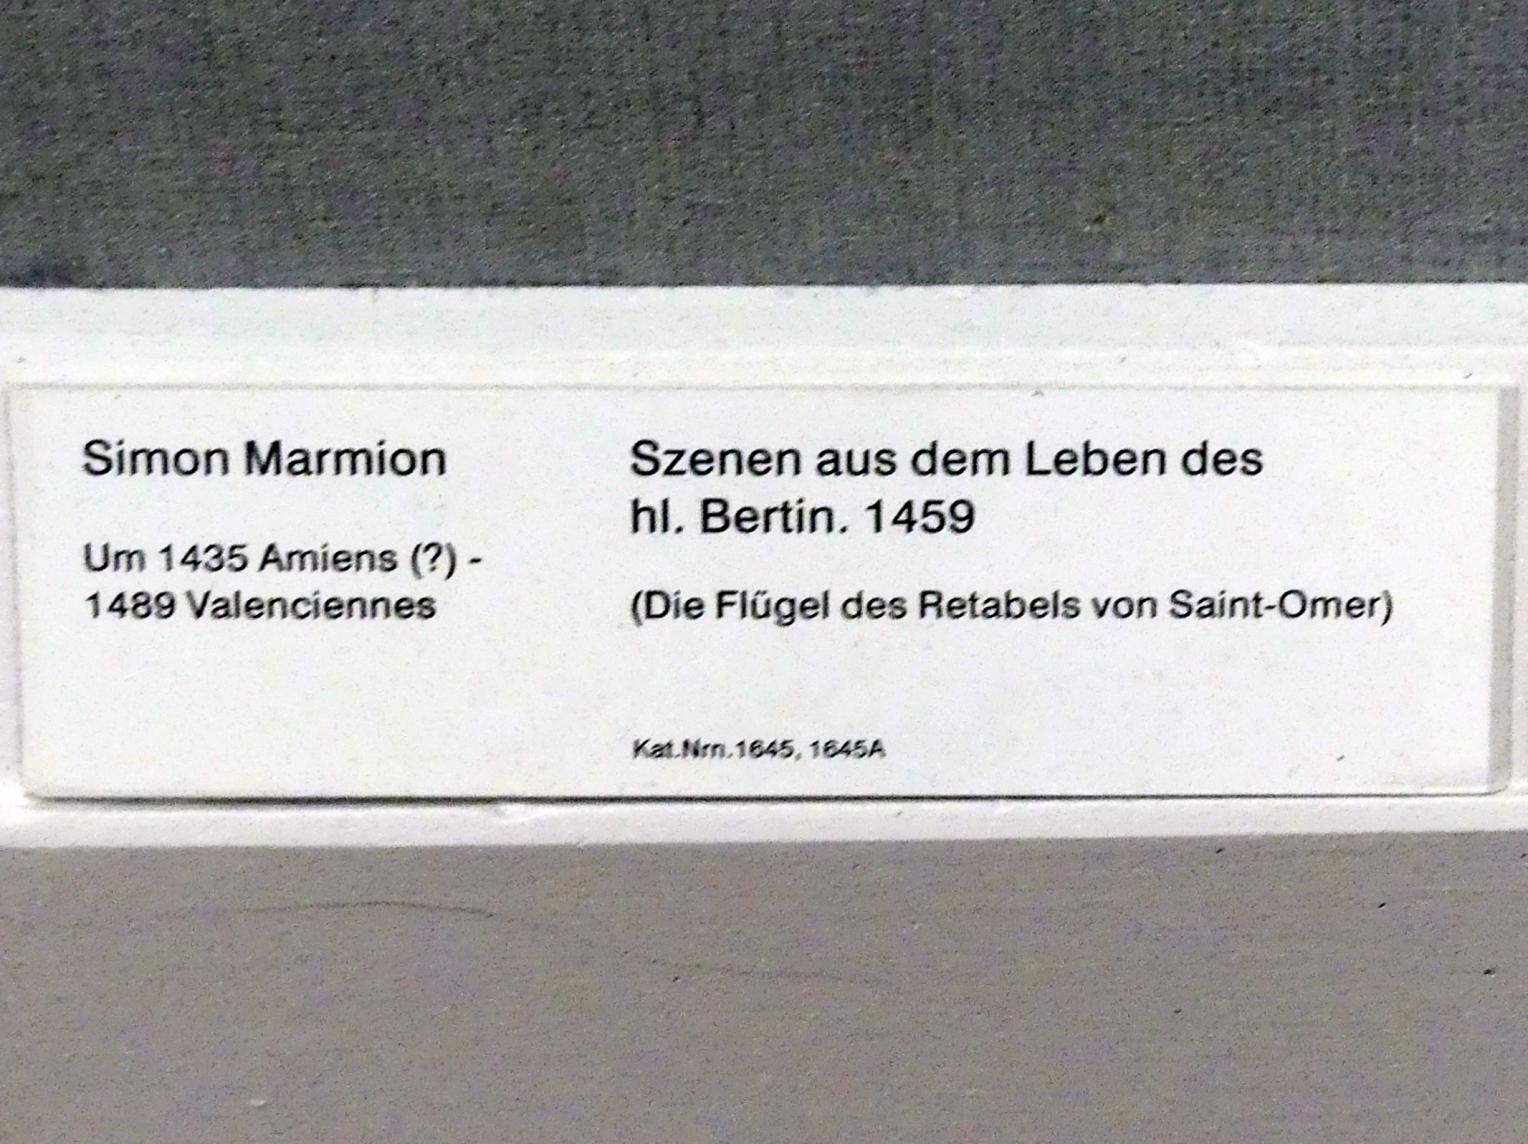 Simon Marmion
Um 1435 Amiens (?) -
1489 Valenciennes
Szenen aus dem Leben des
hl. Bertin. 1459
(Die Flügel des Retabels von Saint-Omer)
Kat.Nrn.1645, 1645A